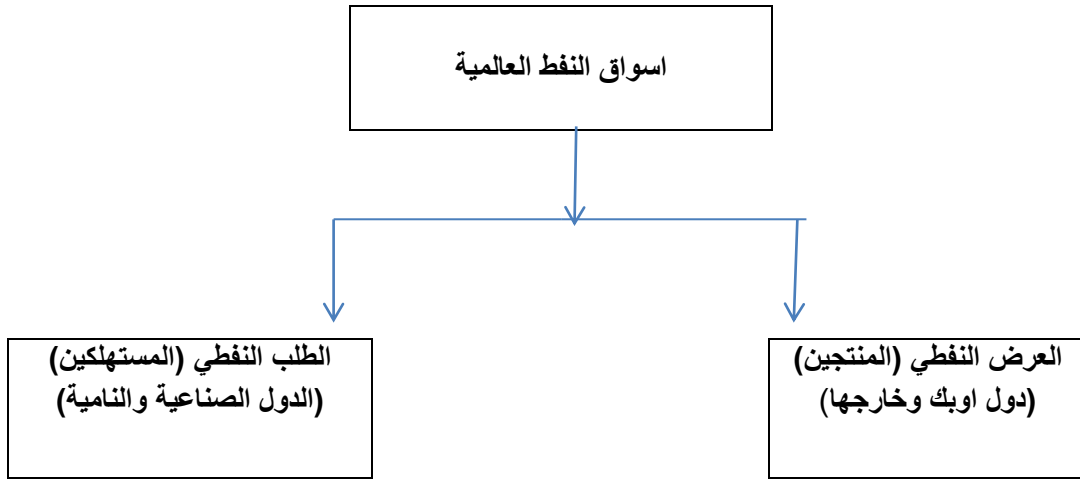 اسواق النفط العالمية
العرض النفطي (المنتجين)
(دول اوبك وخارجها)
الطلب النفطي (المستهلكين)
(الدول الصناعية والنامية)